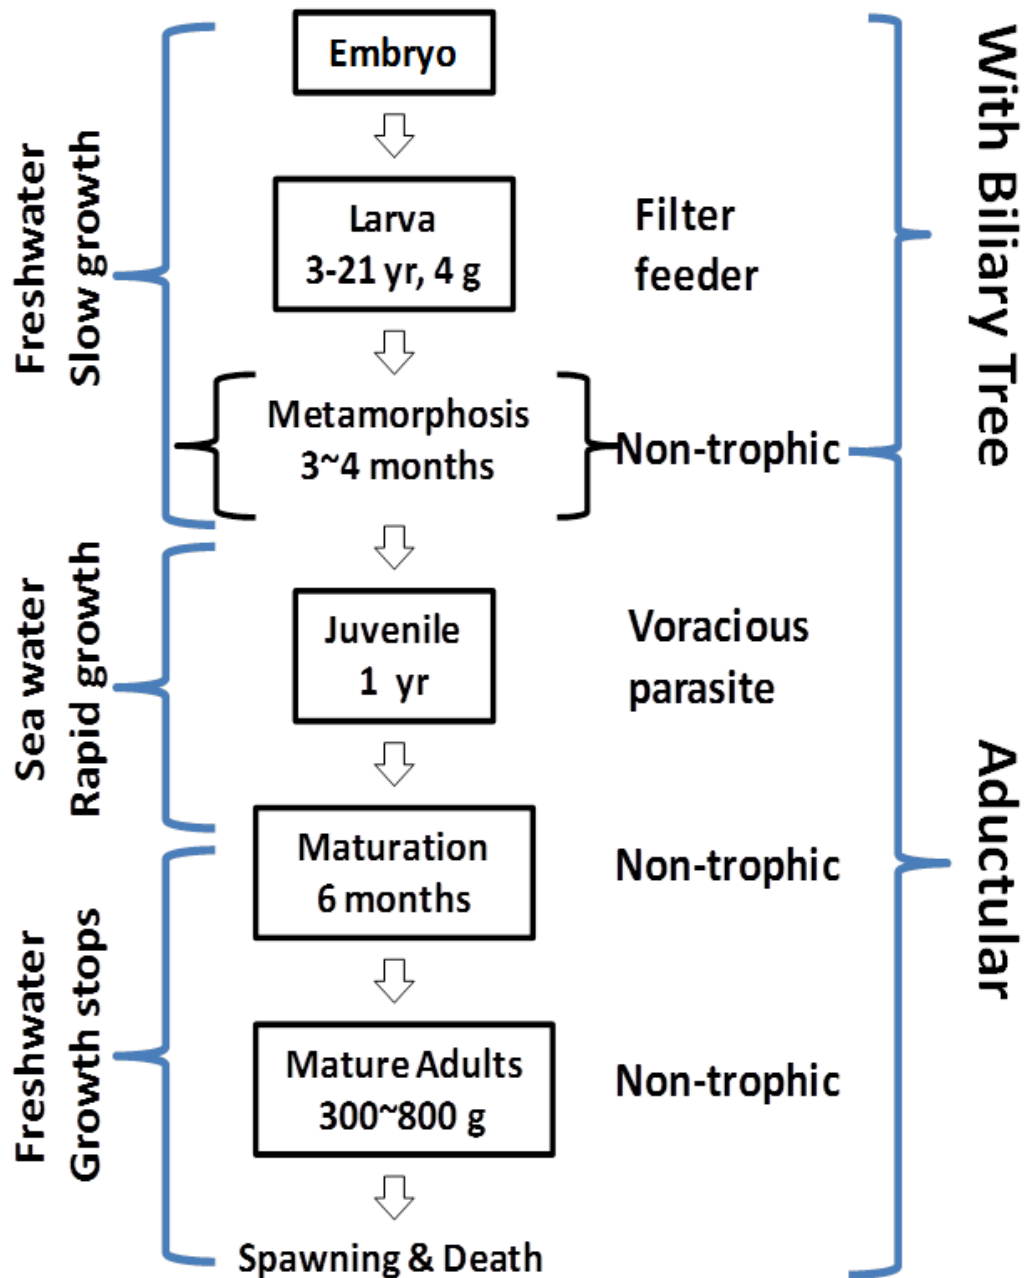 Embryo
Larva
3-21 yr, 4 g
Filter
feeder
Metamorphosis
3~4 months
Non-trophic
Juvenile
1 yr
Voracious
parasite
Maturation
6 months
Non-trophic
Mature Adults
300~800 g
Non-trophic
Spawning & Death
Freshwater
Slow growth
Sea water
Rapid growth
Freshwater
Growth stops
With Biliary Tree
Aductular